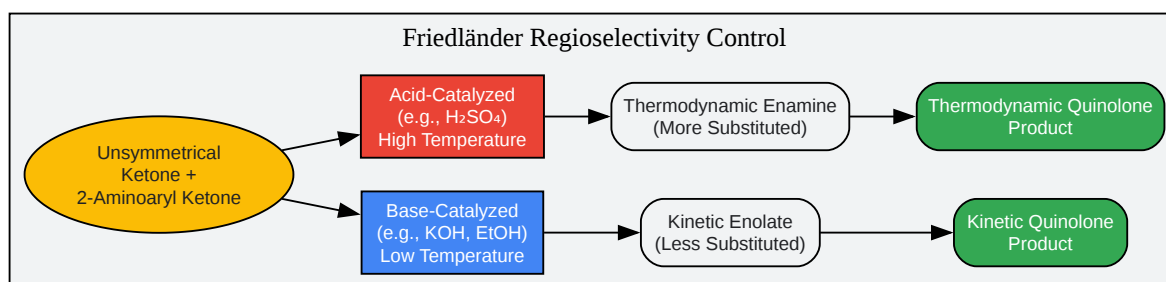 Friedländer Regioselectivity Control
Unsymmetrical
Ketone +
2-Aminoaryl Ketone
Acid-Catalyzed
(e.g., H₂SO₄)
High Temperature
Thermodynamic Enamine
(More Substituted)
Thermodynamic Quinolone
Product
Base-Catalyzed
(e.g., KOH, EtOH)
Low Temperature
Kinetic Enolate
(Less Substituted)
Kinetic Quinolone
Product